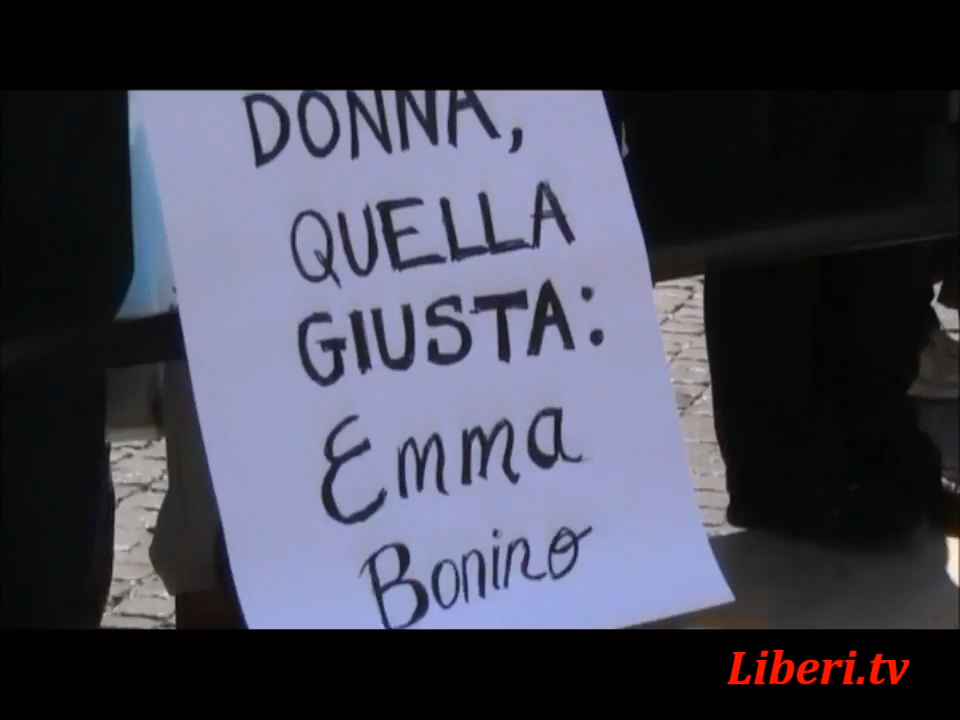 DONNA,
QUELLA
GIUSTA:
Emma
Bonino
Liberi.tv